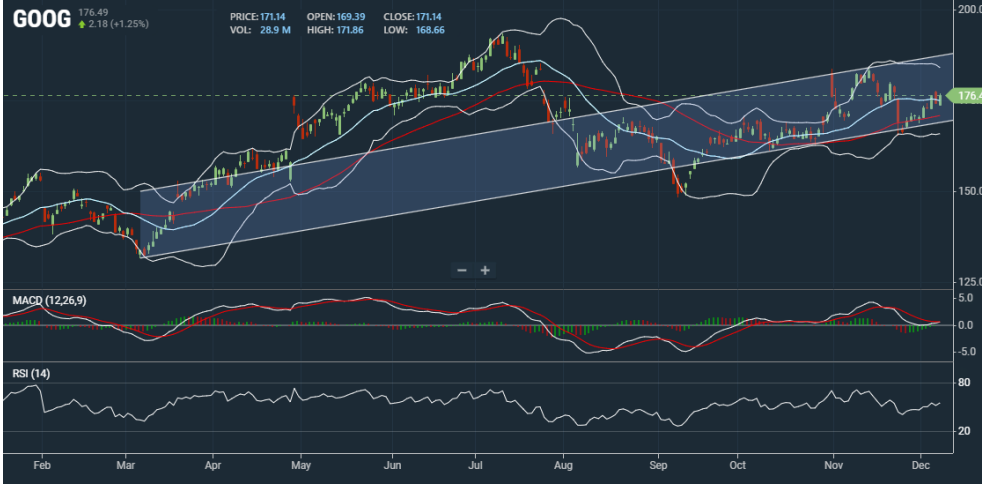 GOOG 176.49
2.18 (+1.25%)
PRICE: 171.14 OPEN: 169.39 CLOSE: 171.14
VOL: 28.9 M HIGH: 171.86 LOW: 168.66
200.0
176.4
150.0
− +
125.0
MACD (12,26,9)
5.0
0.0
-5.0
RSI (14)
80
20
Feb Mar Apr May Jun Jul Aug Sep Oct Nov Dec